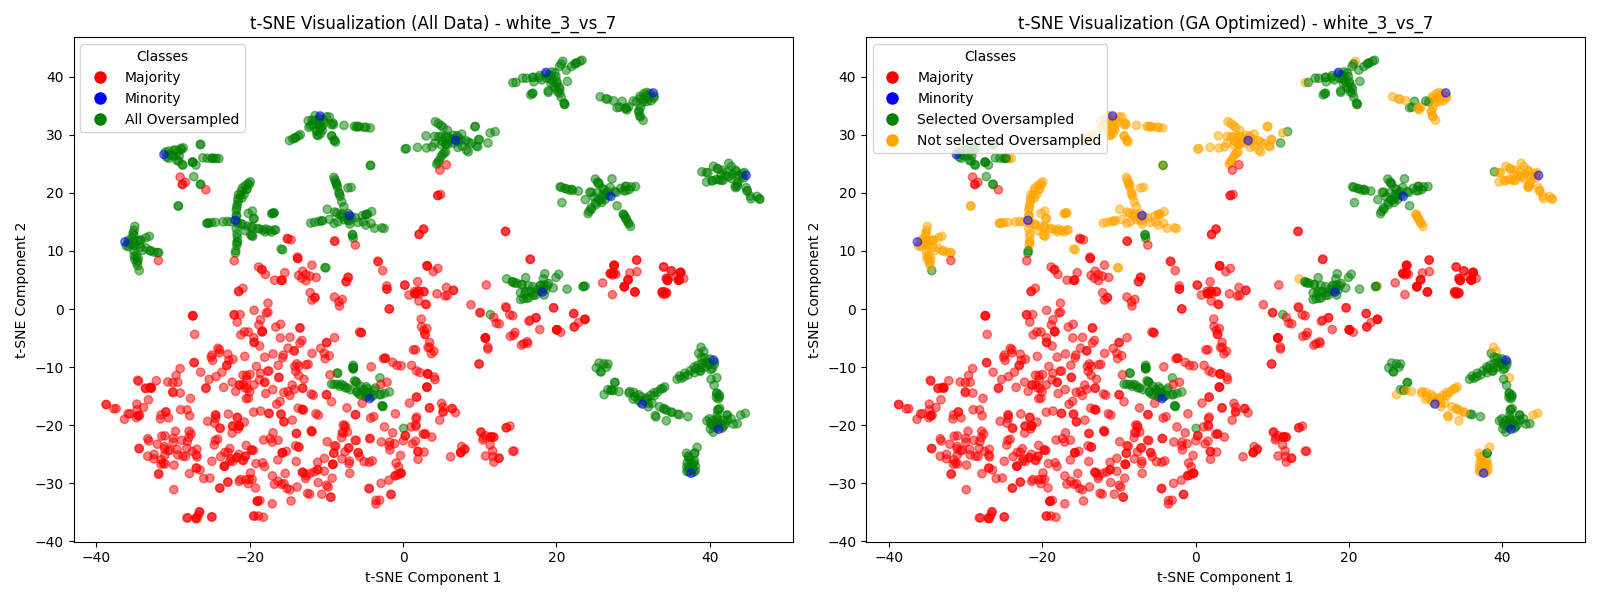 t-SNE Visualization (All Data) - white_3_vs_7
Classes
Majority
Minority
All Oversampled
t-SNE Component 2
40
30
20
10
0
−10
−20
−30
−40
−40
−20
0
20
40
t-SNE Component 1
t-SNE Visualization (GA Optimized) - white_3_vs_7
Classes
Majority
Minority
Selected Oversampled
Not selected Oversampled
t-SNE Component 2
40
30
20
10
0
−10
−20
−30
−40
−40
−20
0
20
40
t-SNE Component 1